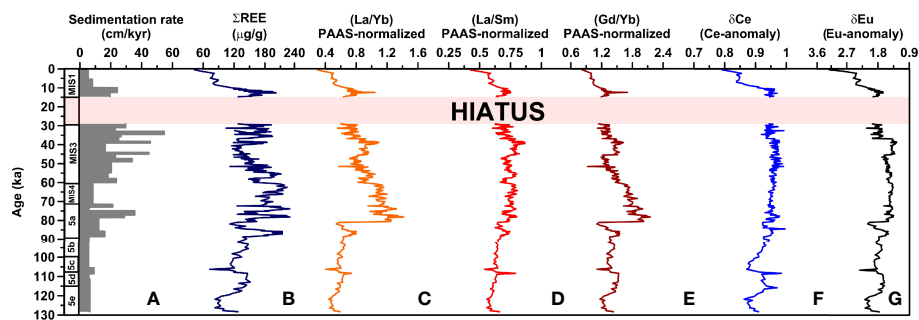 Sedimentation rate (cm/kyr)
ΣREE (μg/g)
(La/Yb) PAAS-normalized
(La/Sm) PAAS-normalized
(Gd/Yb) PAAS-normalized
δCe (Ce-anomaly)
δEu (Eu-anomaly)
0 20 40 60
60 120 180 240
0.4 0.8 1.2 1.6
0.5 0.75 1
0.6 1.2 1.8 2.4
0.8 0.9 1
3.6 2.7 1.8 0.9
Age (ka)
0
10
20
30
40
50
60
70
80
90
100
110
120
130
MIS1
MIS3
MIS4
5a
5b
5c
5d
5e
HIATUS
A B C D E F G